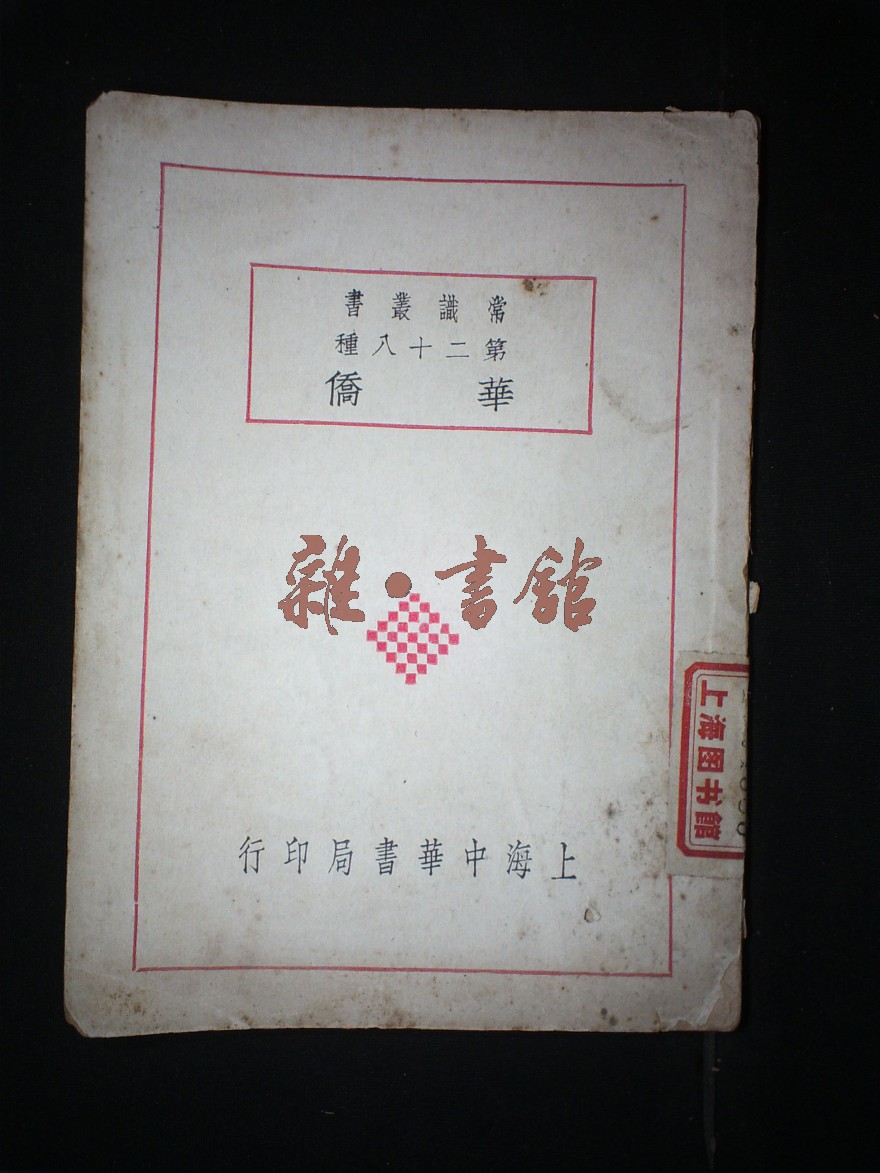 常識叢書
第二十八種
華僑
雜·書館
上海图书館
上海中華書局印行